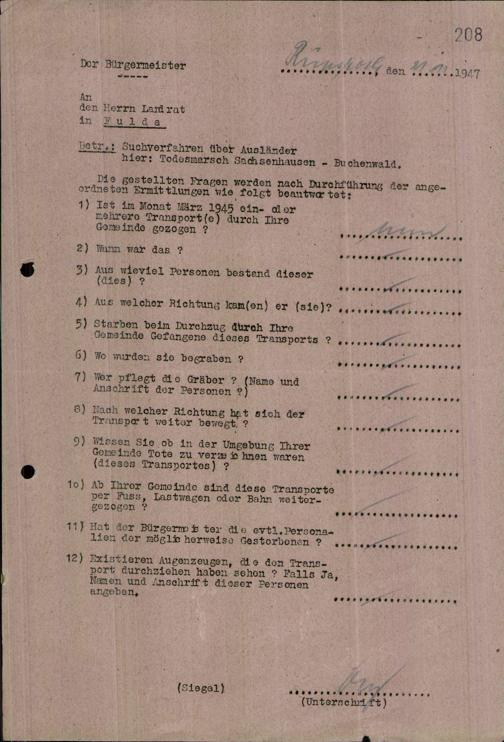 208
Der Bürgermeister
-----
den 1947
An
den Herrn Landrat
in Fulda
Betr.: Suchverfahren über Ausländer
hier: Todesmarsch Sachsenhausen - Buchenwald.
Die gestellten Fragen werden nach Durchführung der ange-
ordneten Ermittlungen wie folgt beantwortet:
1) Ist im Monat März 1945 ein- oder
mehrere Transport(e) durch Ihre
Gemeinde gezogen ? nein
2) Wann war das ?
3) Aus wieviel Personen bestand dieser
(dies) ?
4) Aus welcher Richtung kam(en) er (sie)?
5) Starben beim Durchzug durch Ihre
Gemeinde Gefangene dieses Transports ?
6) Wo wurden sie begraben ?
7) Wer pflegt die Gräber ? (Name und
Anschrift der Personen ?)
8) Nach welcher Richtung hat sich der
Transport weiter bewegt ?
9) Wissen Sie ob in der Umgebung Ihrer
Gemeinde Tote zu verzeichnen waren
(dieses Transportes) ?
10) Ab Ihrer Gemeinde sind diese Transporte
per Fuss, Lastwagen oder Bahn weiter-
gezogen ?
11) Hat der Bürgermeister die evtl.Persona-
lien der möglicherweise Gestorbenen ?
12) Existieren Augenzeugen, die den Trans-
port durchziehen haben sehen ? Falls Ja,
Namen und Anschrift dieser Personen
angeben.
(Siegel)
(Unterschrift)